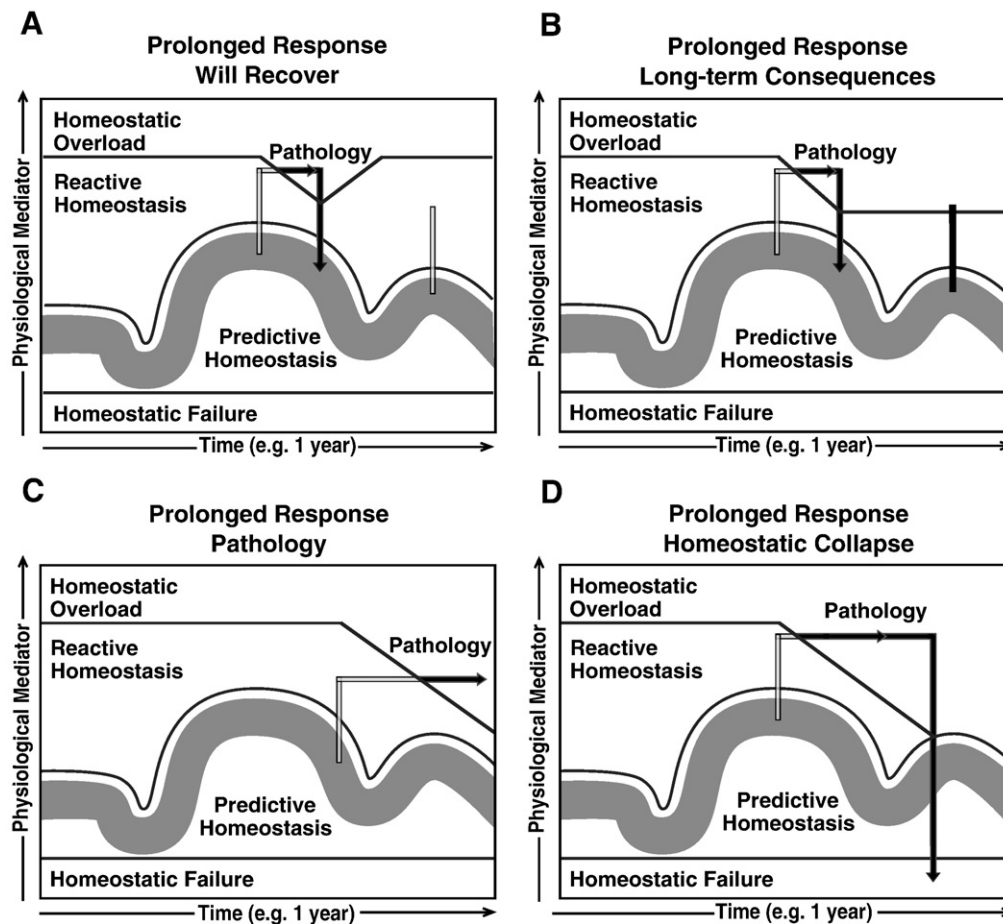 A
Prolonged Response
Will Recover
Homeostatic
Overload
Pathology
Reactive
Homeostasis
Predictive
Homeostasis
Homeostatic Failure
Physiological Mediator
Time (e.g. 1 year)
B
Prolonged Response
Long-term Consequences
Homeostatic
Overload
Pathology
Reactive
Homeostasis
Predictive
Homeostasis
Homeostatic Failure
Physiological Mediator
Time (e.g. 1 year)
C
Prolonged Response
Pathology
Homeostatic
Overload
Reactive
Homeostasis
Pathology
Predictive
Homeostasis
Homeostatic Failure
Physiological Mediator
Time (e.g. 1 year)
D
Prolonged Response
Homeostatic Collapse
Homeostatic
Overload
Pathology
Reactive
Homeostasis
Predictive
Homeostasis
Homeostatic Failure
Physiological Mediator
Time (e.g. 1 year)